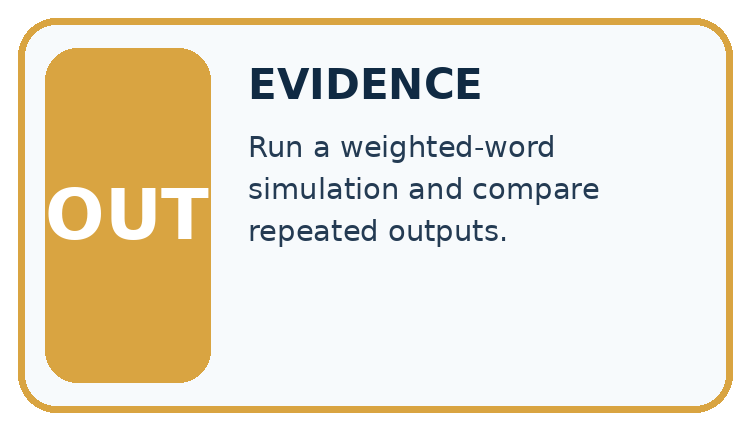 OUT
EVIDENCE
Run a weighted-word
simulation and compare
repeated outputs.